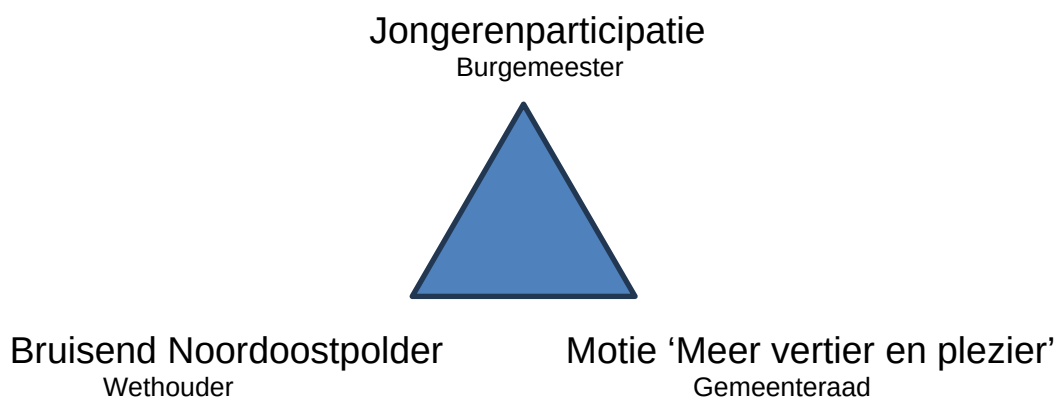 Jongerenparticipatie
Burgemeester
Bruisend Noordoostpolder
Wethouder
Motie ‘Meer vertier en plezier’
Gemeenteraad